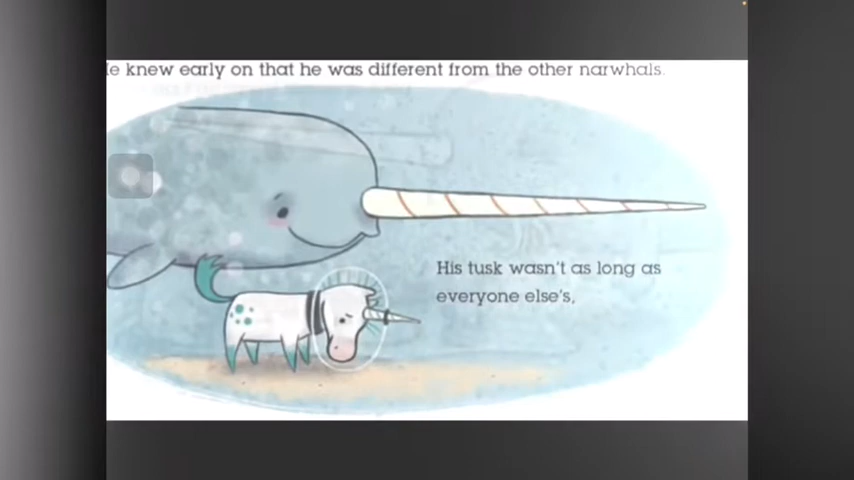 e knew early on that he was different from the other narwhals.
His tusk wasn't as long as
everyone else's,